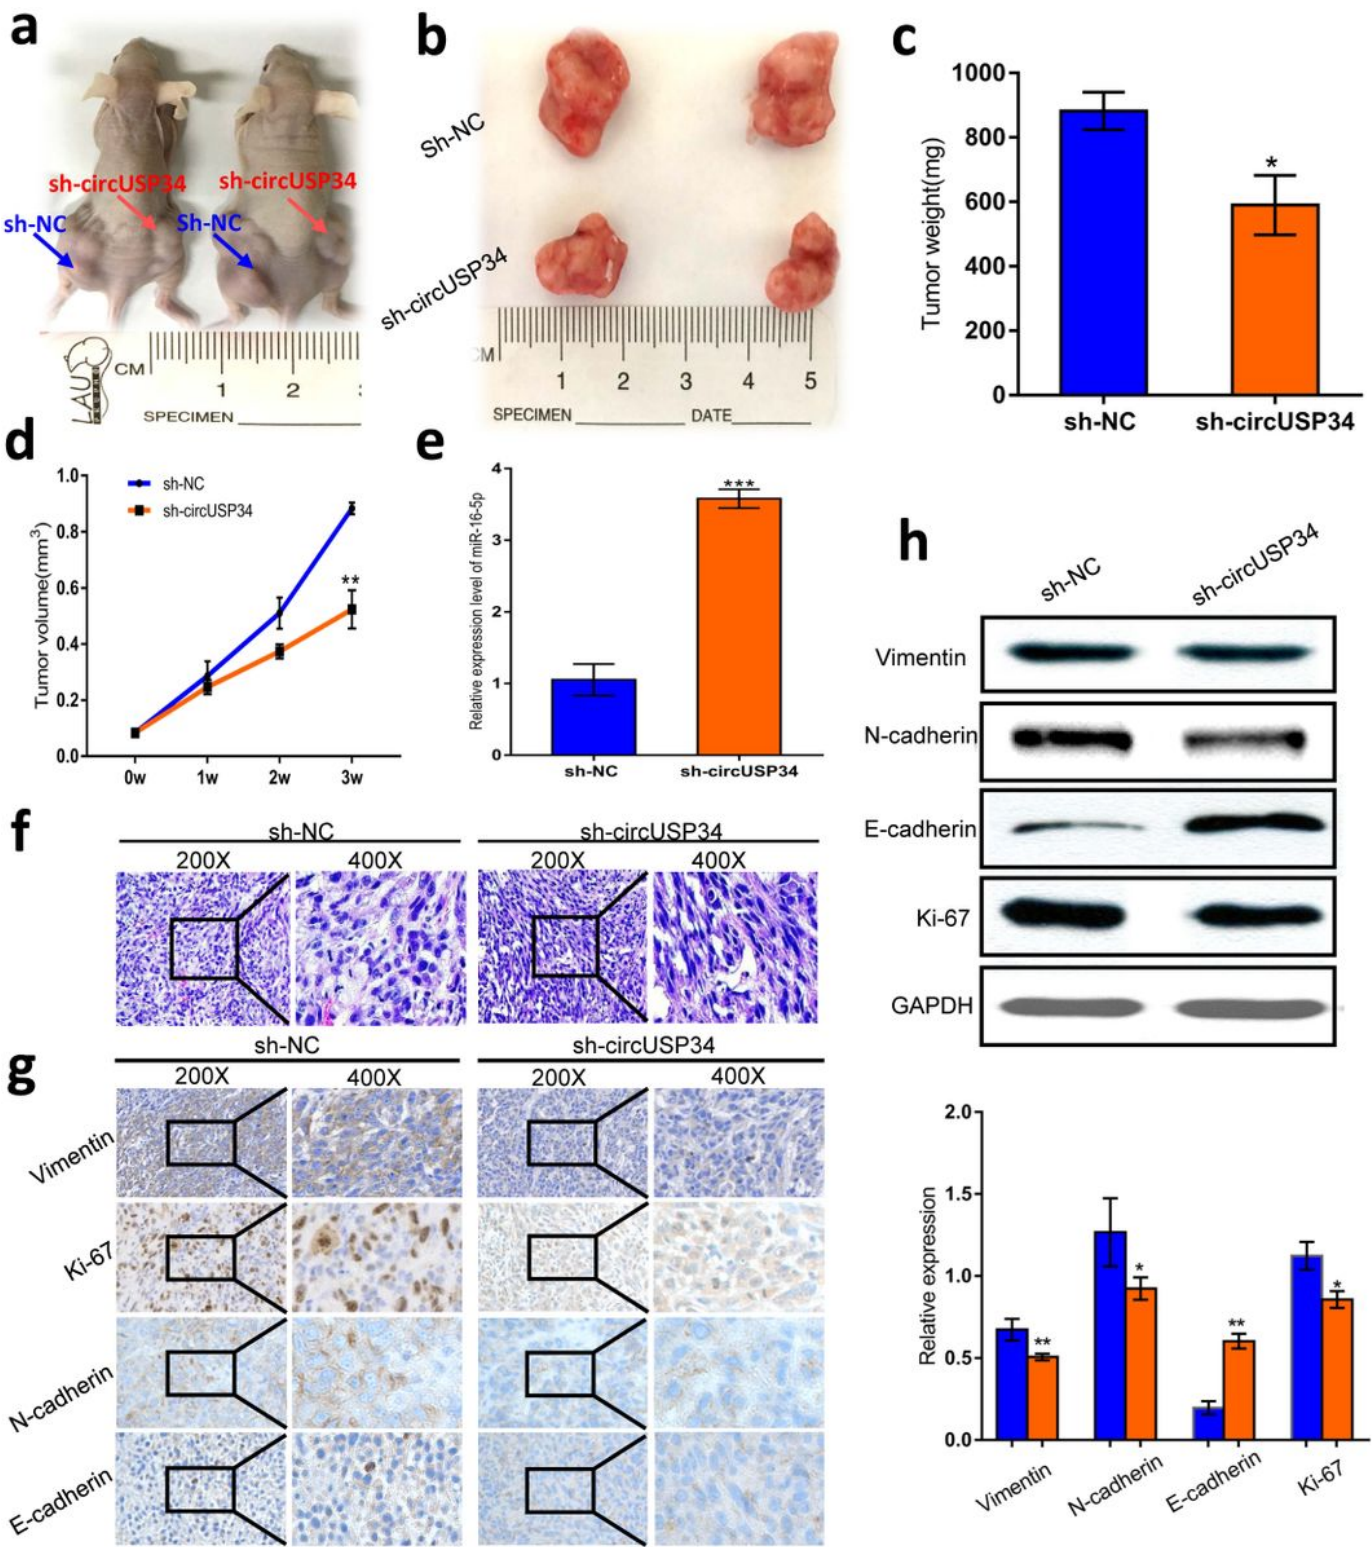 a
sh-circUSP34 sh-circUSP34
sh-NC Sh-NC
CM
1 2
LAU
SPECIMEN
b
Sh-NC
sh-circUSP34
1 2 3 4 5
SPECIMEN DATE
c
Tumor weight(mg)
1000
800
600
400
200
0
*
sh-NC sh-circUSP34
d
Tumor volume(mm³)
1.0
0.8
0.6
0.4
0.2
0.0
sh-NC
sh-circUSP34
**
0w 1w 2w 3w
e
Relative expression level of miR-16-5p
4
3
2
1
0
***
sh-NC sh-circUSP34
f
sh-NC sh-circUSP34
200X 400X 200X 400X
g
sh-NC sh-circUSP34
200X 400X 200X 400X
Vimentin
Ki-67
N-cadherin
E-cadherin
h
sh-NC sh-circUSP34
Vimentin
N-cadherin
E-cadherin
Ki-67
GAPDH
Relative expression
2.0
1.5
1.0
0.5
0.0
** * ** *
Vimentin N-cadherin E-cadherin Ki-67